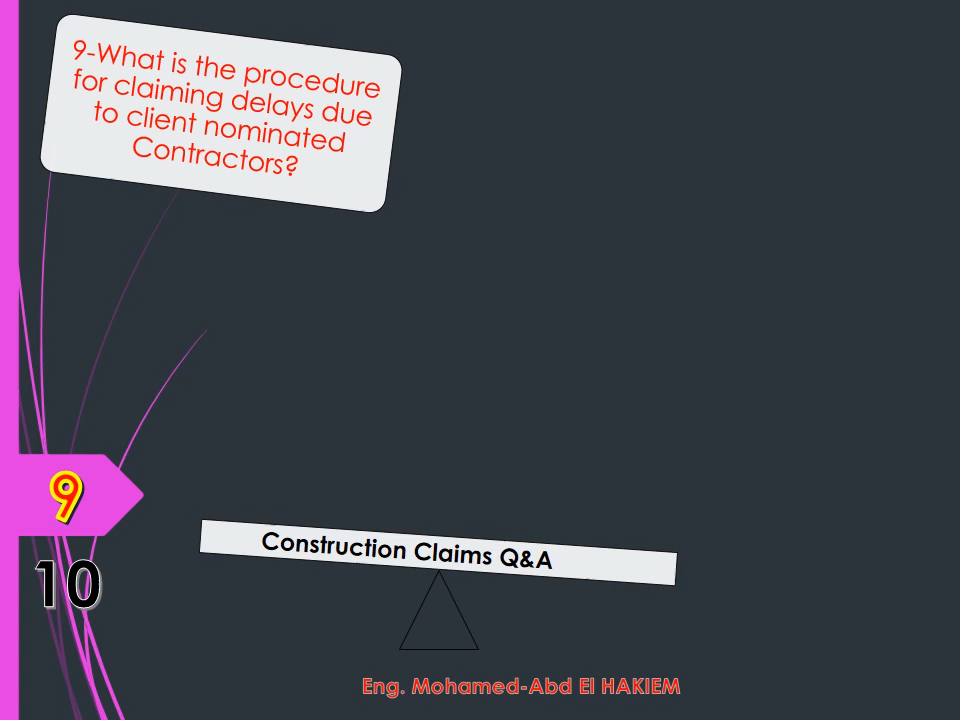 9-What is the procedure
for claiming delays due
to client nominated
Contractors?
9
10
Construction Claims Q&A
Eng. Mohamed-Abd El HAKIEM